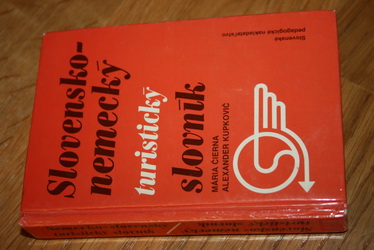 Slovenské
pedagogické nakladateľstvo
Slovensko-
nemecký
turistický
slovník
MÁRIA ČIERNA
ALEXANDER KUPKOVIČ